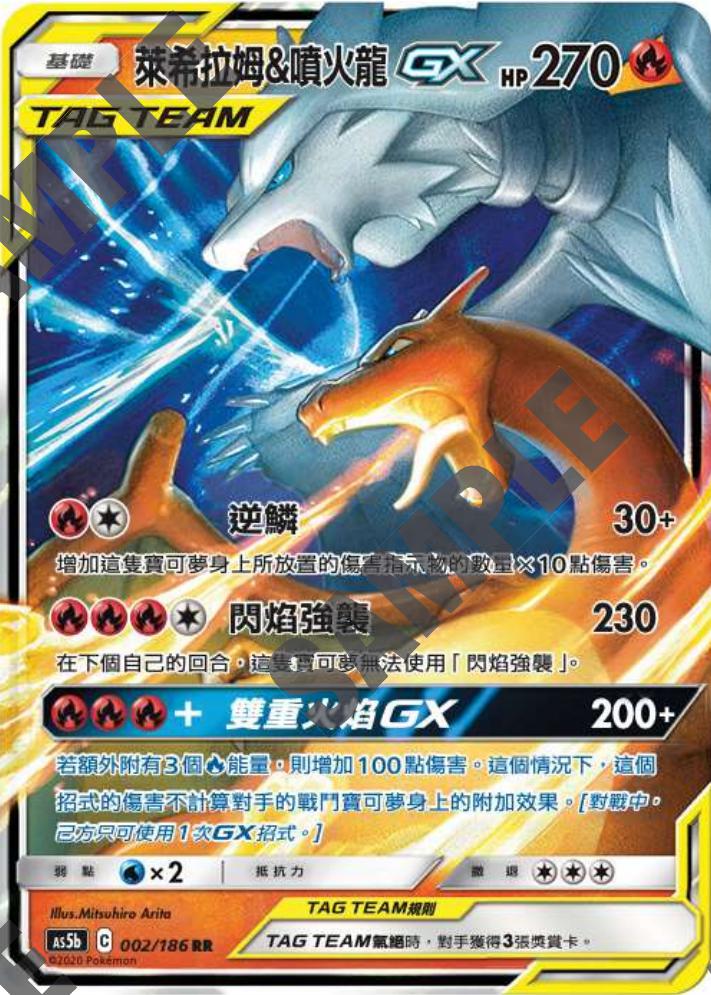 基礎 萊希拉姆&噴火龍 GX HP 270
TAG TEAM
逆鱗 30+
增加這隻寶可夢身上所放置的傷害指示物的數量×10點傷害。
閃焰強襲 230
在下個自己的回合,這隻寶可夢無法使用「閃焰強襲」。
+ 雙重火焰GX 200+
若額外附有3個能量,則增加100點傷害。這個情況下,這個
招式的傷害不計算對手的戰鬥寶可夢身上的附加效果。[對戰中,
己方只可使用1次GX招式。]
弱點 ×2 抵抗力 撤退
Illus.Mitsuhiro Arita
TAG TEAM規則
AS5b C 002/186 RR
TAG TEAM氣絕時,對手獲得3張獎賞卡。
©2020 Pokémon
SAMPLE